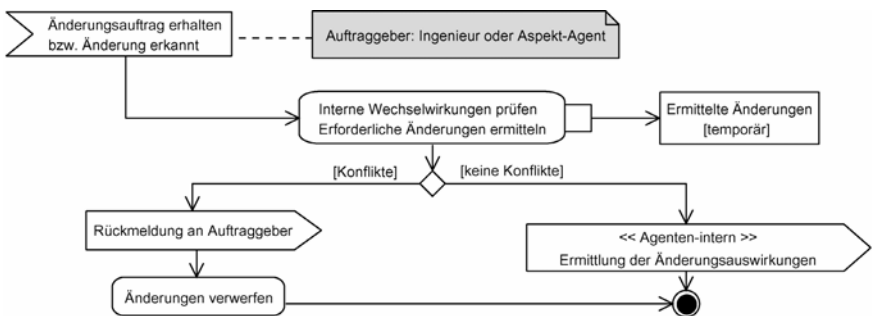 Änderungsauftrag erhalten
bzw. Änderung erkannt
Auftraggeber: Ingenieur oder Aspekt-Agent
Interne Wechselwirkungen prüfen
Erforderliche Änderungen ermitteln
Ermittelte Änderungen
[temporär]
[Konflikte]
[keine Konflikte]
Rückmeldung an Auftraggeber
<< Agenten-intern >>
Ermittlung der Änderungsauswirkungen
Änderungen verwerfen